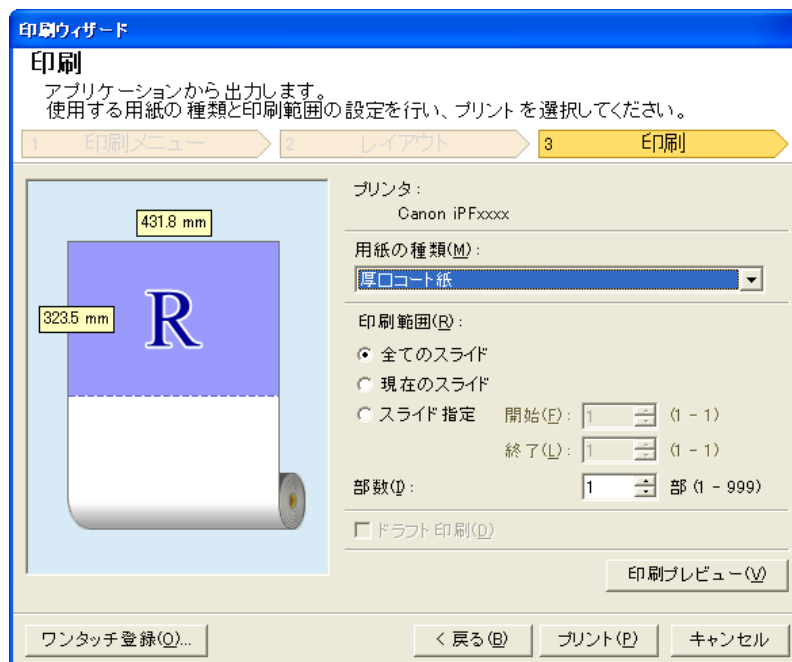 印刷ウィザード
印刷
アプリケーションから出力します。
使用する用紙の種類と印刷範囲の設定を行い、プリントを選択してください。
1 印刷メニュー 2 レイアウト 3 印刷
431.8 mm
323.5 mm
R
プリンタ:
Canon iPFxxxx
用紙の種類(M):
厚口コート紙
印刷範囲(R):
全てのスライド
現在のスライド
スライド指定 開始(F): 1 (1 - 1)
終了(L): 1 (1 - 1)
部数(I): 1 部 (1 - 999)
ドラフト印刷(D)
印刷プレビュー(V)
ワンタッチ登録(O)... < 戻る(B) プリント(P) キャンセル